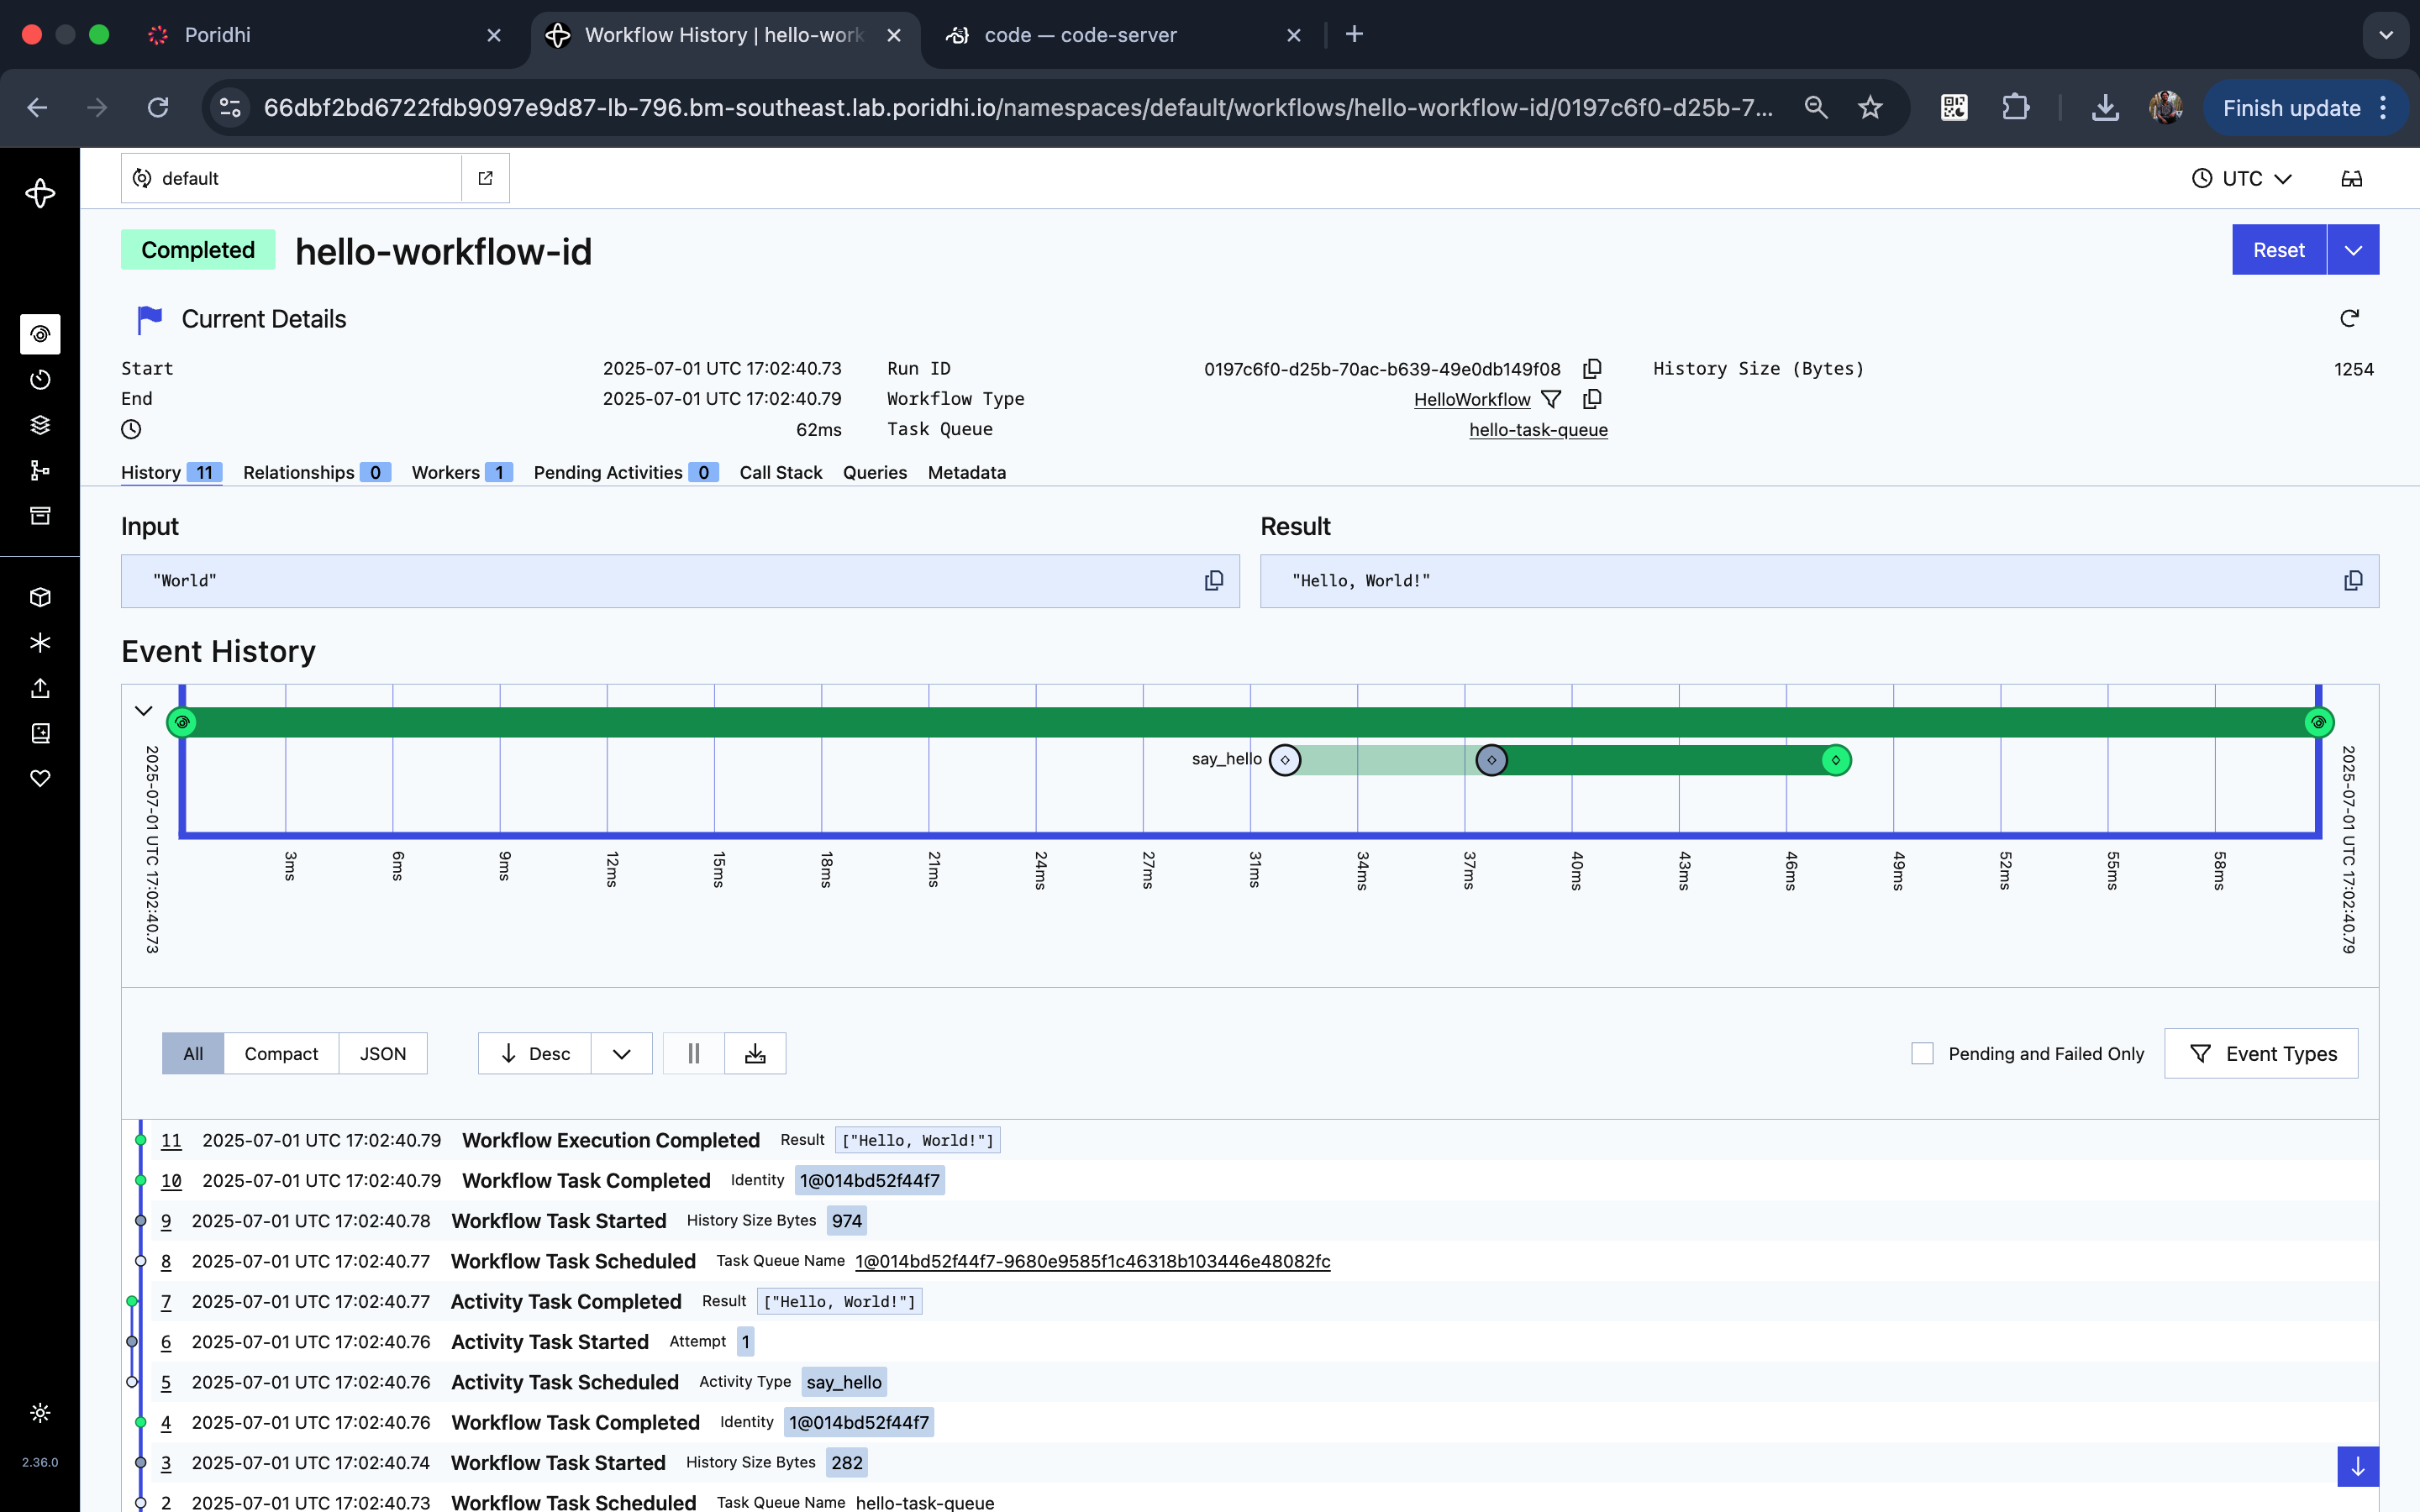 Poridhi
Workflow History | hello-work
code — code-server
66dbf2bd6722fdb9097e9d87-lb-796.bm-southeast.lab.poridhi.io/namespaces/default/workflows/hello-workflow-id/0197c6f0-d25b-7...
Finish update
default
UTC
Completed
hello-workflow-id
Reset
Current Details
Start 2025-07-01 UTC 17:02:40.73 Run ID 0197c6f0-d25b-70ac-b639-49e0db149f08 History Size (Bytes) 1254
End 2025-07-01 UTC 17:02:40.79 Workflow Type HelloWorkflow
62ms Task Queue hello-task-queue
History 11 Relationships 0 Workers 1 Pending Activities 0 Call Stack Queries Metadata
Input
Result
"World"
"Hello, World!"
Event History
say_hello
2025-07-01 UTC 17:02:40.73
3ms 6ms 9ms 12ms 15ms 18ms 21ms 24ms 27ms 31ms 34ms 37ms 40ms 43ms 46ms 49ms 52ms 55ms 58ms
2025-07-01 UTC 17:02:40.79
All Compact JSON Desc Pending and Failed Only Event Types
11 2025-07-01 UTC 17:02:40.79 Workflow Execution Completed Result ["Hello, World!"]
10 2025-07-01 UTC 17:02:40.79 Workflow Task Completed Identity 1@014bd52f44f7
9 2025-07-01 UTC 17:02:40.78 Workflow Task Started History Size Bytes 974
8 2025-07-01 UTC 17:02:40.77 Workflow Task Scheduled Task Queue Name 1@014bd52f44f7-9680e9585f1c46318b103446e48082fc
7 2025-07-01 UTC 17:02:40.77 Activity Task Completed Result ["Hello, World!"]
6 2025-07-01 UTC 17:02:40.76 Activity Task Started Attempt 1
5 2025-07-01 UTC 17:02:40.76 Activity Task Scheduled Activity Type say_hello
4 2025-07-01 UTC 17:02:40.76 Workflow Task Completed Identity 1@014bd52f44f7
3 2025-07-01 UTC 17:02:40.74 Workflow Task Started History Size Bytes 282
2 2025-07-01 UTC 17:02:40.73 Workflow Task Scheduled Task Queue Name hello-task-queue
2.36.0